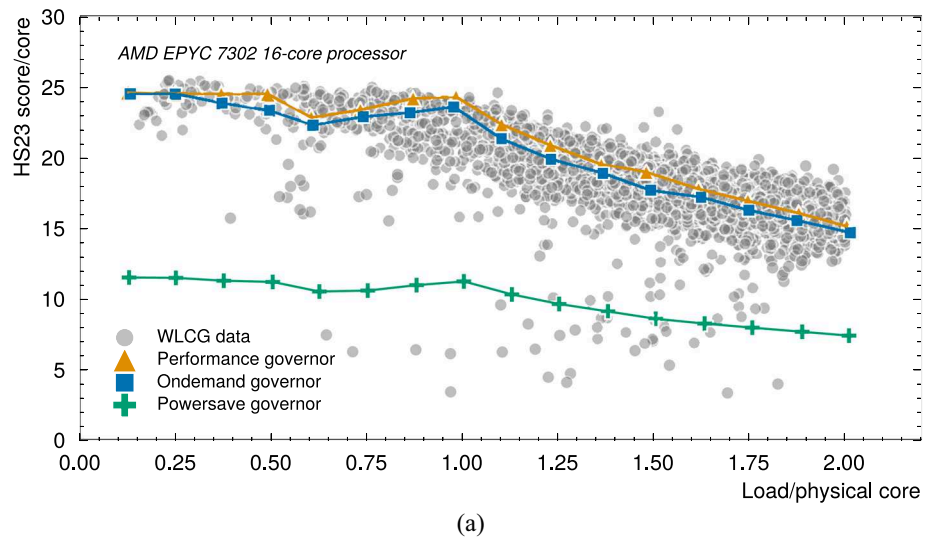 30
AMD EPYC 7302 16-core processor
25
20
15
10
5
0
HS23 score/core
WLCG data
Performance governor
Ondemand governor
Powersave governor
0.00 0.25 0.50 0.75 1.00 1.25 1.50 1.75 2.00
Load/physical core
(a)